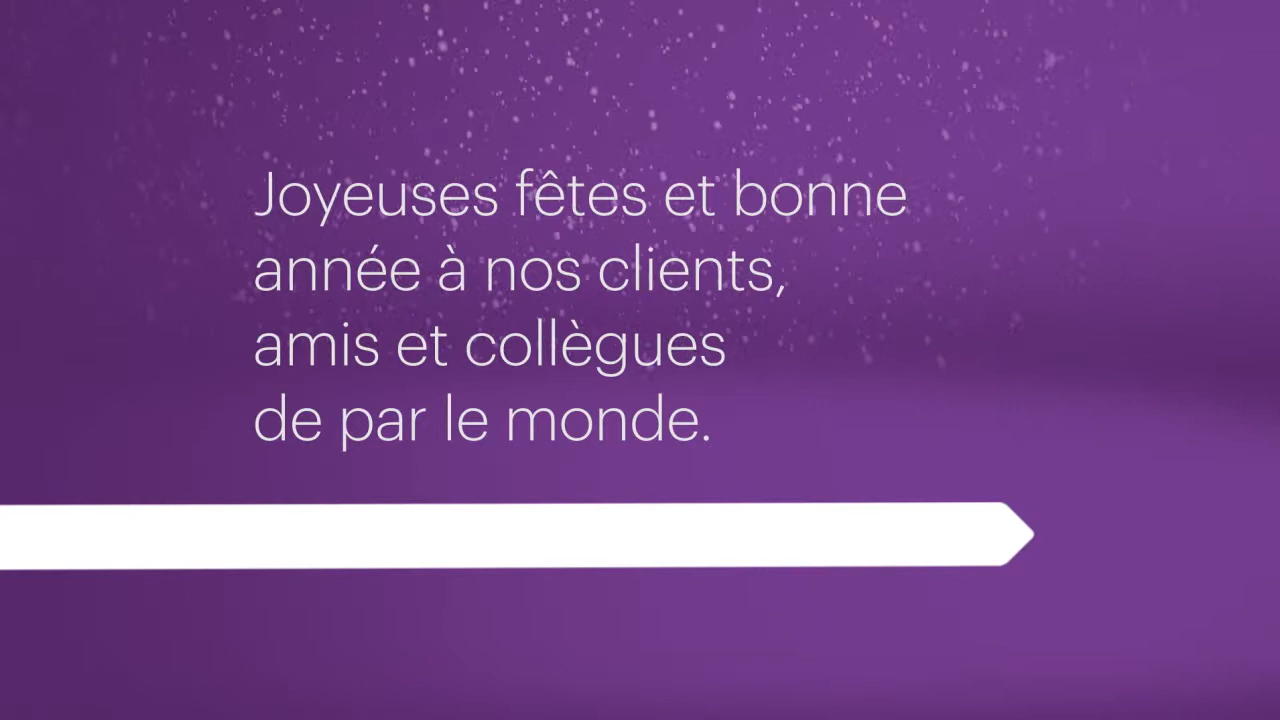 Joyeuses fêtes et bonne
année à nos clients,
amis et collègues
de par le monde.